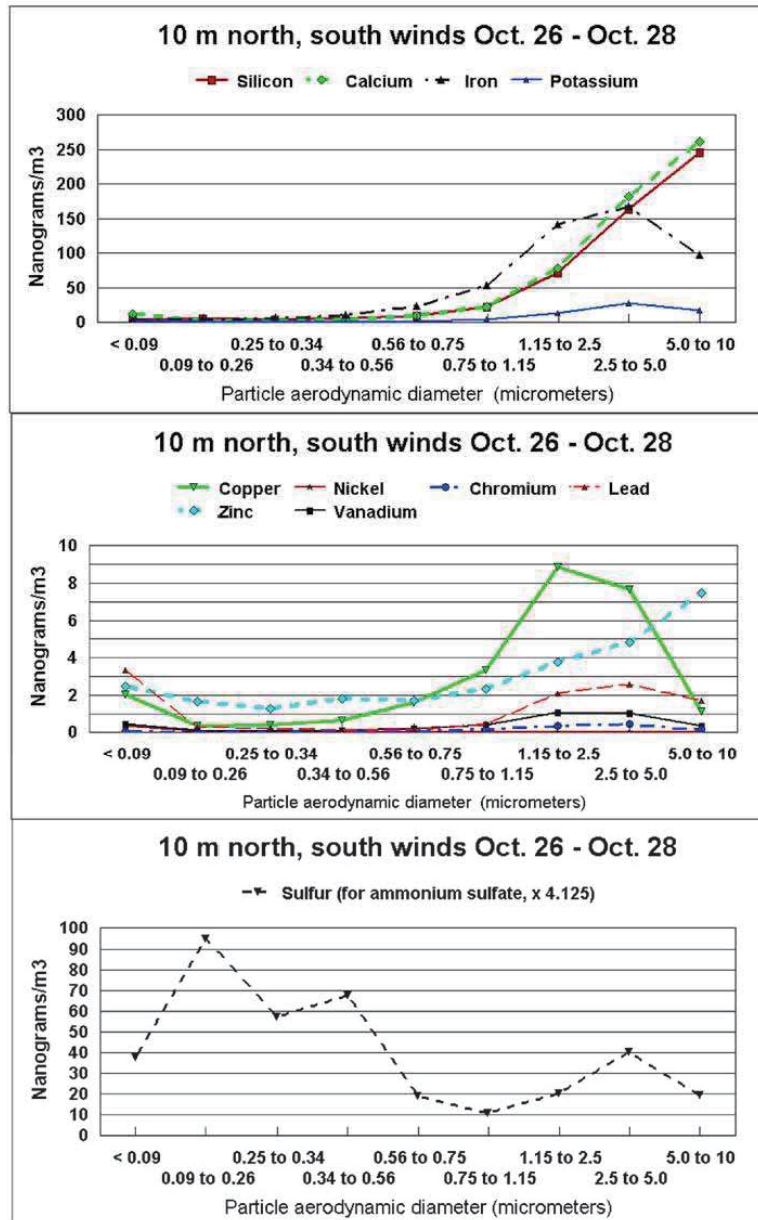 10 m north, south winds Oct. 26 - Oct. 28
Silicon Calcium Iron Potassium
Nanograms/m3
300
250
200
150
100
50
0
< 0.09 0.25 to 0.34 0.56 to 0.75 1.15 to 2.5 5.0 to 10
0.09 to 0.26 0.34 to 0.56 0.75 to 1.15 2.5 to 5.0
Particle aerodynamic diameter (micrometers)
10 m north, south winds Oct. 26 - Oct. 28
Copper Nickel Chromium Lead
Zinc Vanadium
Nanograms/m3
10
8
6
4
2
0
< 0.09 0.25 to 0.34 0.56 to 0.75 1.15 to 2.5 5.0 to 10
0.09 to 0.26 0.34 to 0.56 0.75 to 1.15 2.5 to 5.0
Particle aerodynamic diameter (micrometers)
10 m north, south winds Oct. 26 - Oct. 28
Sulfur (for ammonium sulfate, x 4.125)
Nanograms/m3
100
90
80
70
60
50
40
30
20
10
0
< 0.09 0.25 to 0.34 0.56 to 0.75 1.15 to 2.5 5.0 to 10
0.09 to 0.26 0.34 to 0.56 0.75 to 1.15 2.5 to 5.0
Particle aerodynamic diameter (micrometers)